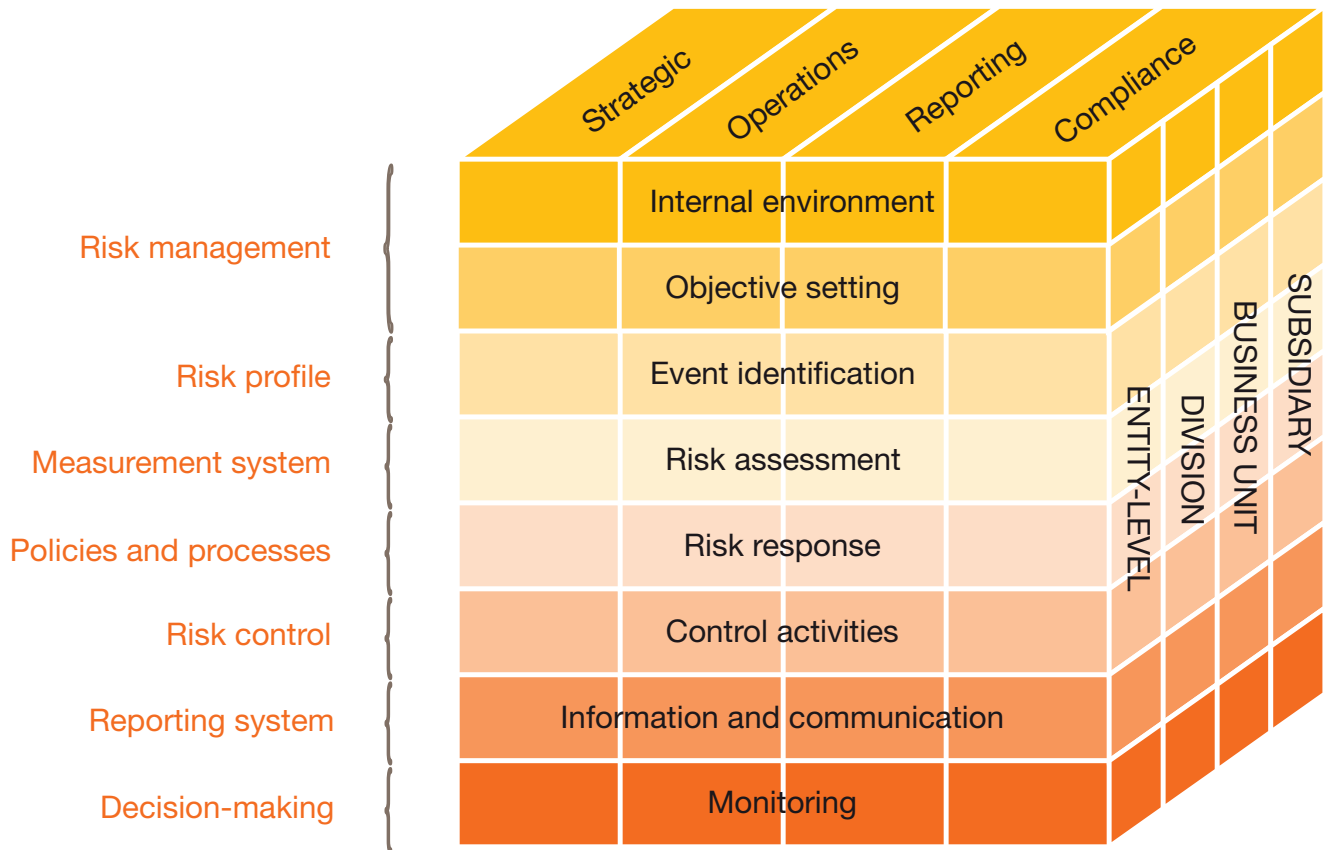 Strategic
Operations
Reporting
Compliance
Internal environment
Objective setting
Event identification
Risk assessment
Risk response
Control activities
Information and communication
Monitoring
ENTITY-LEVEL
DIVISION
BUSINESS UNIT
SUBSIDIARY
Risk management
Risk profile
Measurement system
Policies and processes
Risk control
Reporting system
Decision-making